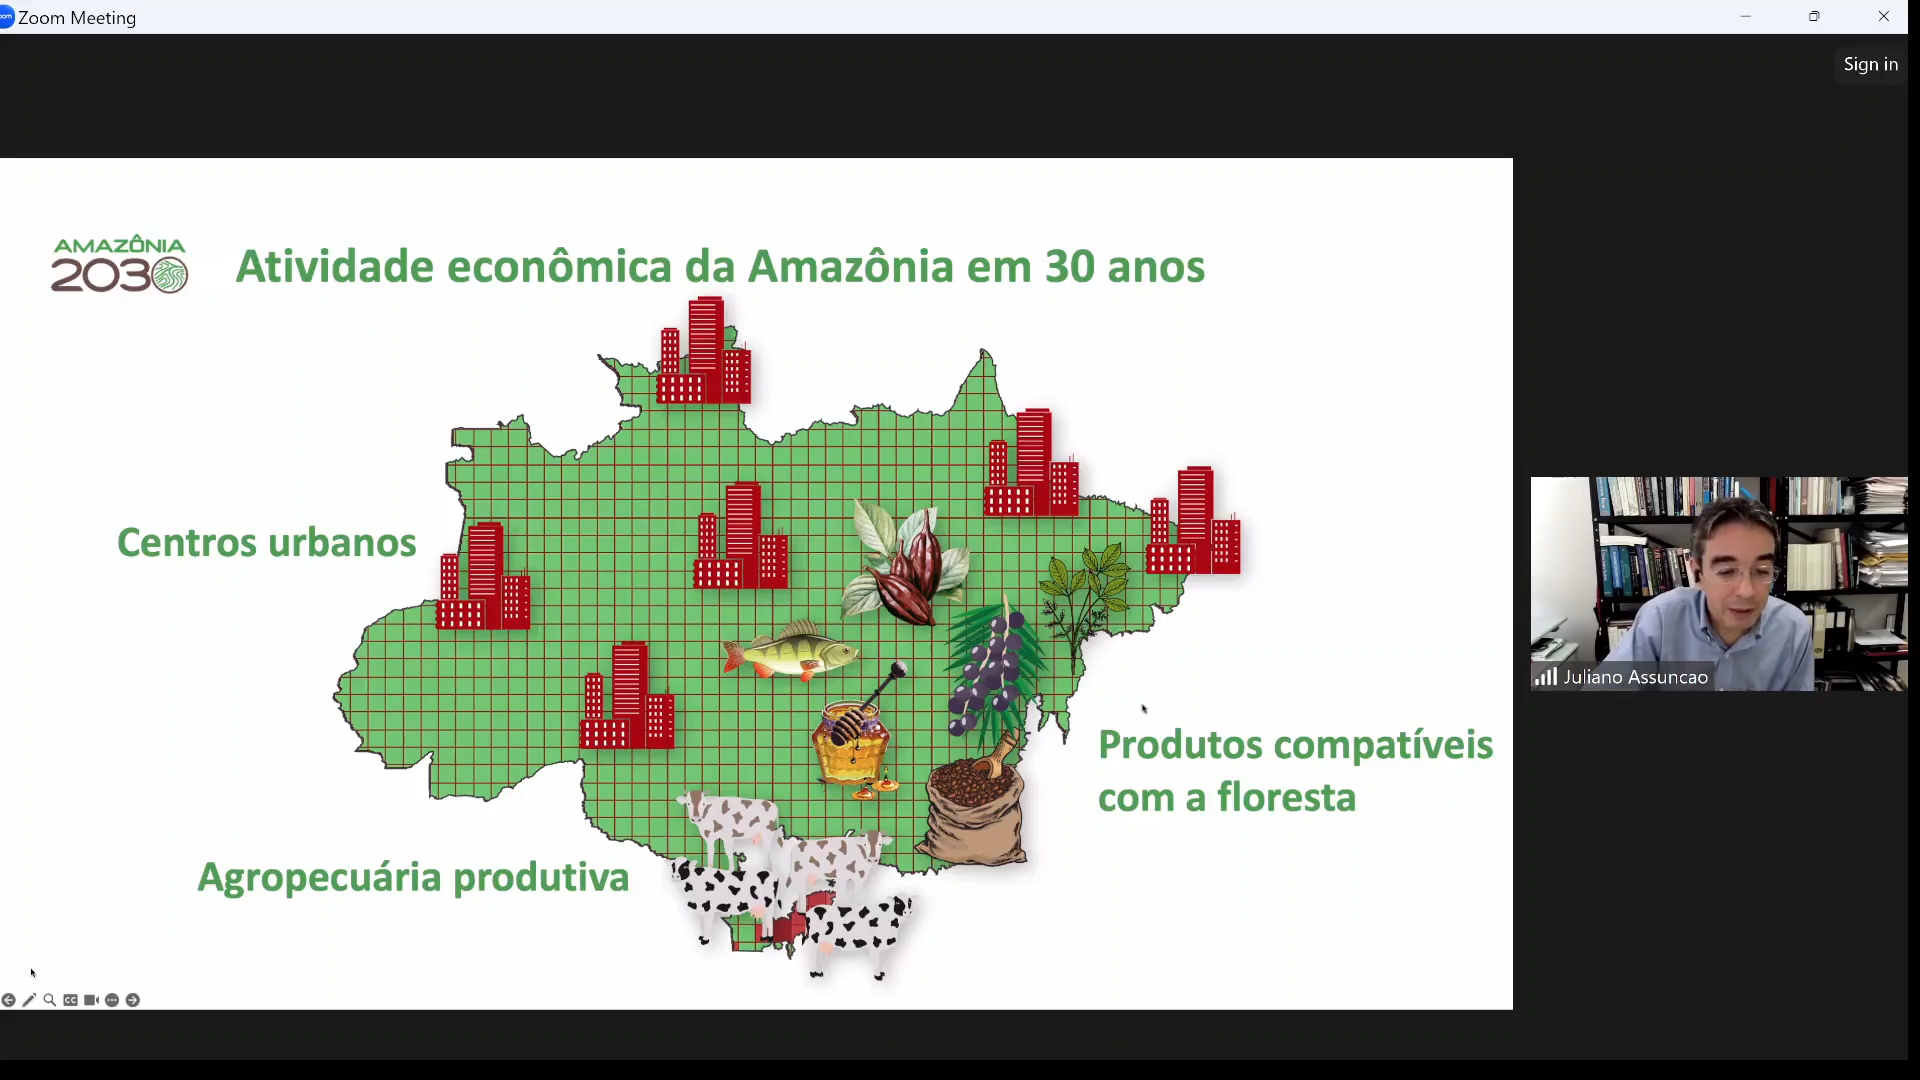 Zoom Meeting
Sign in
AMAZÔNIA
2030
Atividade econômica da Amazônia em 30 anos
Centros urbanos
Juliano Assuncao
Produtos compatíveis
com a floresta
Agropecuária produtiva
CC